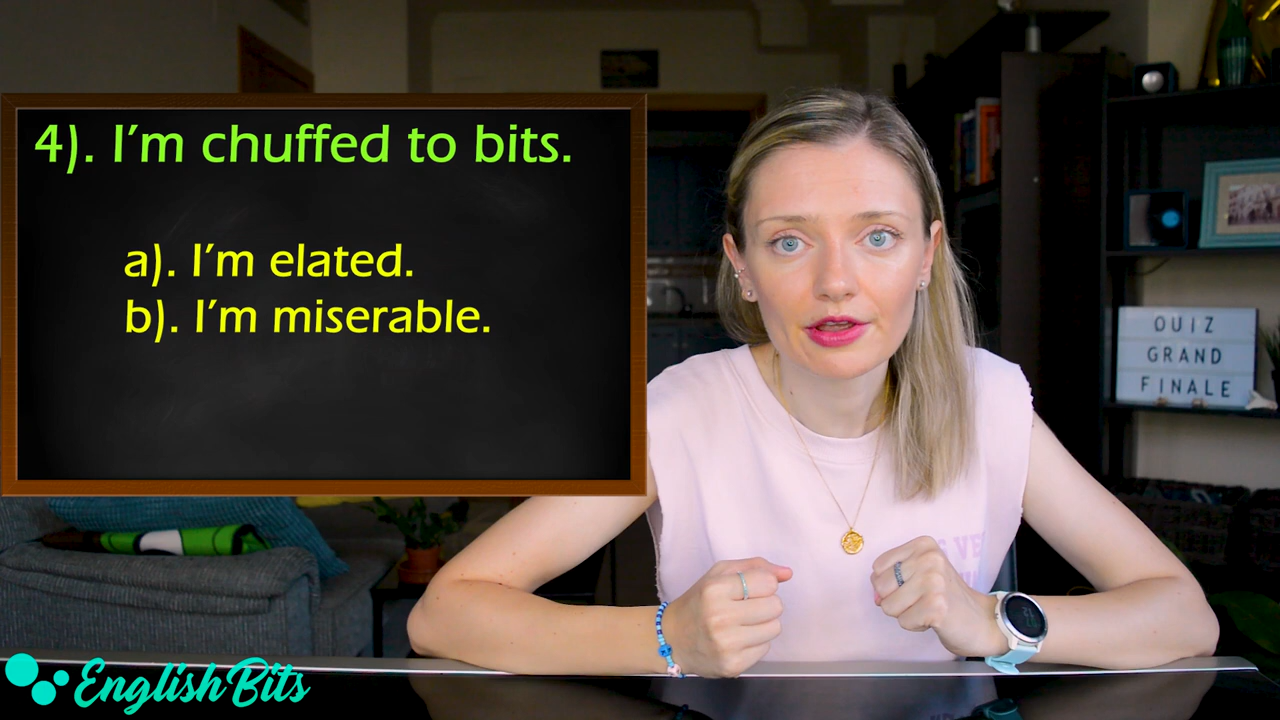 4). I'm chuffed to bits.
a). I'm elated.
b). I'm miserable.
QUIZ
GRAND
FINALE
EnglishBits